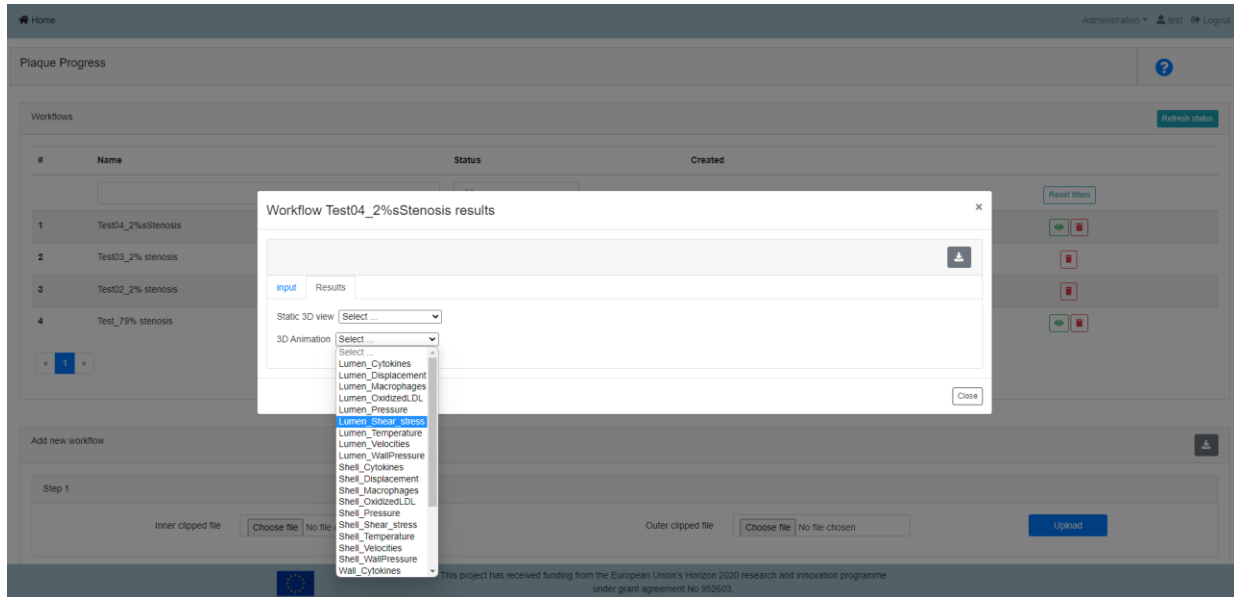 Home Administration test Logout
Plaque Progress
Workflows Refresh status
# Name Status Created
Reset filters
Workflow Test04_2%sStenosis results ×
1 Test04_2%sStenosis
2 Test03_2% stenosis
3 Test02_2% stenosis
4 Test_79% stenosis
« 1 »
input Results
Static 3D view Select ...
3D Animation Select ...
Select ...
Lumen_Cytokines
Lumen_Displacement
Lumen_Macrophages
Lumen_OxidizedLDL
Lumen_Pressure
Lumen_Shear_stress
Lumen_Temperature
Lumen_Velocities
Lumen_WallPressure
Shell_Cytokines
Shell_Displacement
Shell_Macrophages
Shell_OxidizedLDL
Shell_Pressure
Shell_Shear_stress
Shell_Temperature
Shell_Velocities
Shell_WallPressure
Wall_Cytokines
Close
Add new workflow
Step 1
Inner clipped file Choose file No file Outer clipped file Choose file No file chosen Upload
This project has received funding from the European Union's Horizon 2020 research and innovation programme
under grant agreement No 952603.